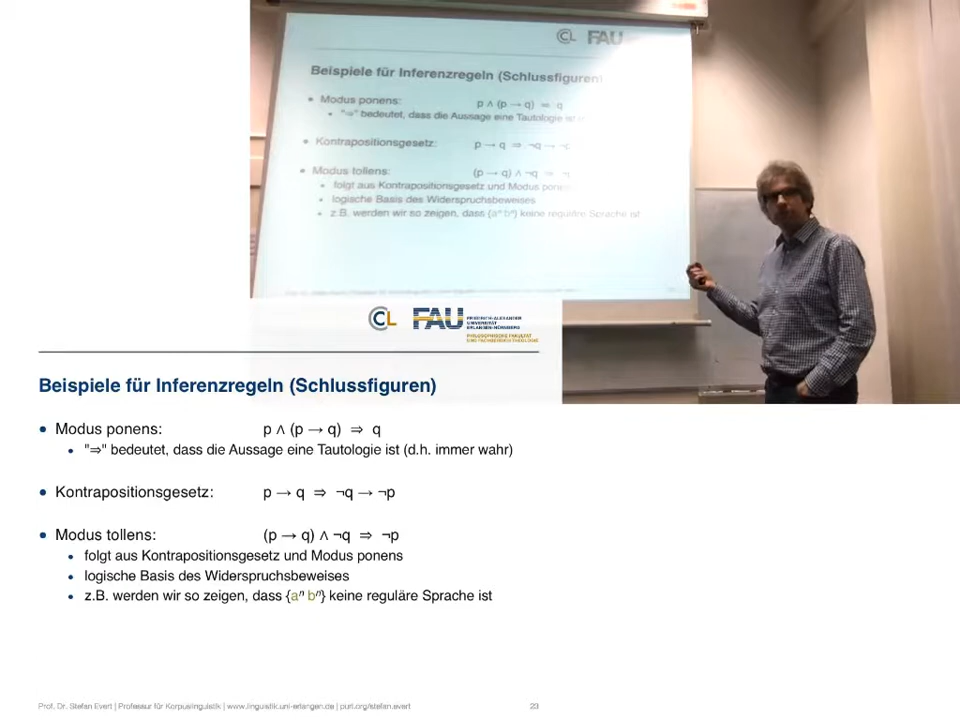 CL FAU
Beispiele für Inferenzregeln (Schlussfiguren)
• Modus ponens: p ∧ (p → q) ⇒ q
• "⇒" bedeutet, dass die Aussage eine Tautologie ist
• Kontrapositionsgesetz: p → q ⇒ ¬q →
• Modus tollens: (p → q) ∧ ¬q ⇒
• folgt aus Kontrapositionsgesetz und Modus
• logische Basis des Widerspruchsbeweises
• z.B. werden wir so zeigen, dass {aⁿ bⁿ} keine reguläre Sprache ist
CL FAU FRIEDRICH-ALEXANDER
UNIVERSITÄT
ERLANGEN-NÜRNBERG
PHILOSOPHISCHE FAKULTÄT
UND FACHBEREICH THEOLOGIE
Beispiele für Inferenzregeln (Schlussfiguren)
• Modus ponens: p ∧ (p → q) ⇒ q
• "⇒" bedeutet, dass die Aussage eine Tautologie ist (d.h. immer wahr)
• Kontrapositionsgesetz: p → q ⇒ ¬q → ¬p
• Modus tollens: (p → q) ∧ ¬q ⇒ ¬p
• folgt aus Kontrapositionsgesetz und Modus ponens
• logische Basis des Widerspruchsbeweises
• z.B. werden wir so zeigen, dass {aⁿ bⁿ} keine reguläre Sprache ist
Prof. Dr. Stefan Evert | Professur für Korpuslinguistik | www.linguistik.uni-erlangen.de | purl.org/stefan.evert 23